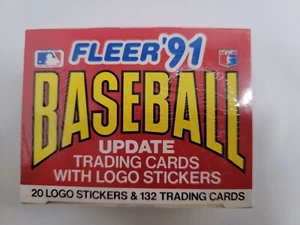 FLEER '91
BASEBALL
UPDATE
TRADING CARDS
WITH LOGO STICKERS
20 LOGO STICKERS & 132 TRADING CARDS